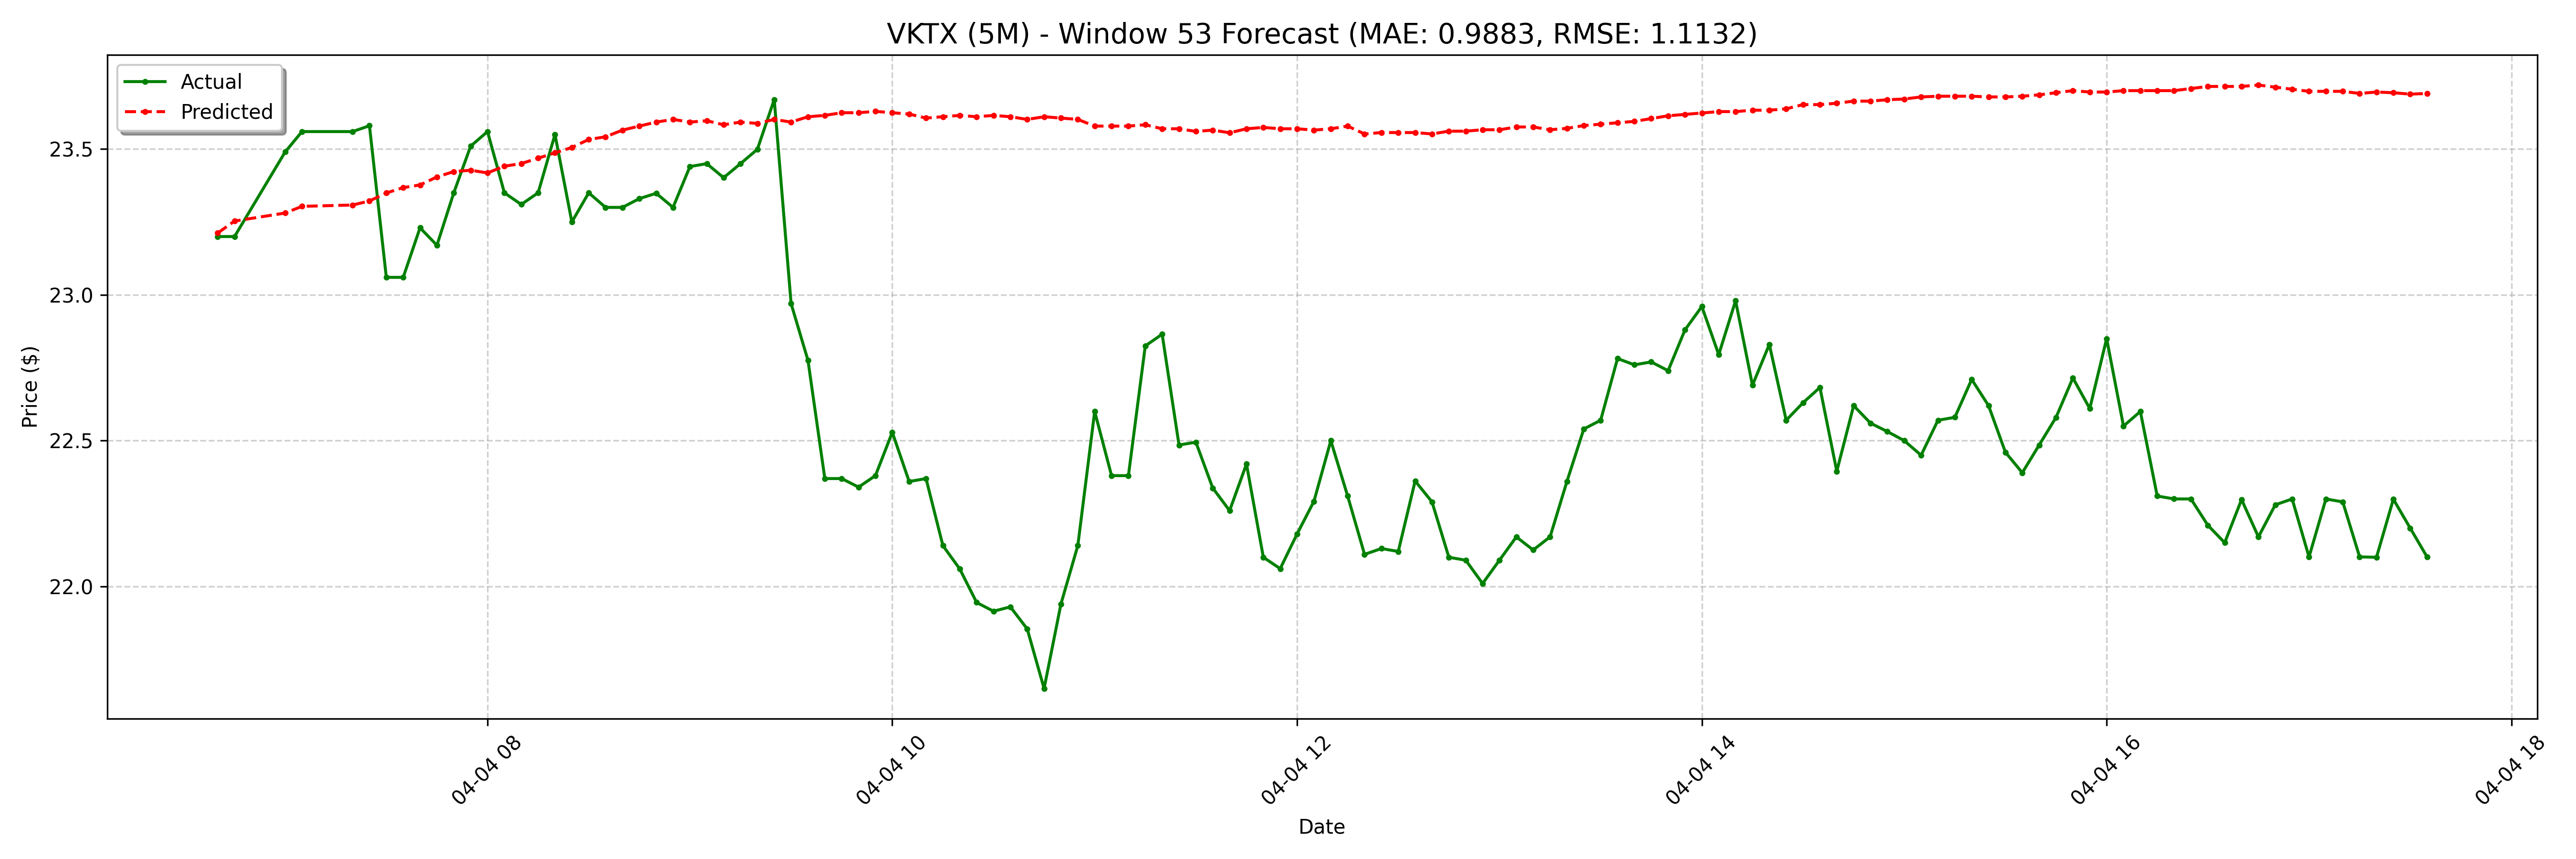 VKTX (5M) - Window 53 Forecast (MAE: 0.9883, RMSE: 1.1132)
Actual
Predicted
Price ($)
23.5
23.0
22.5
22.0
04-04 08
04-04 10
04-04 12
04-04 14
04-04 16
04-04 18
Date